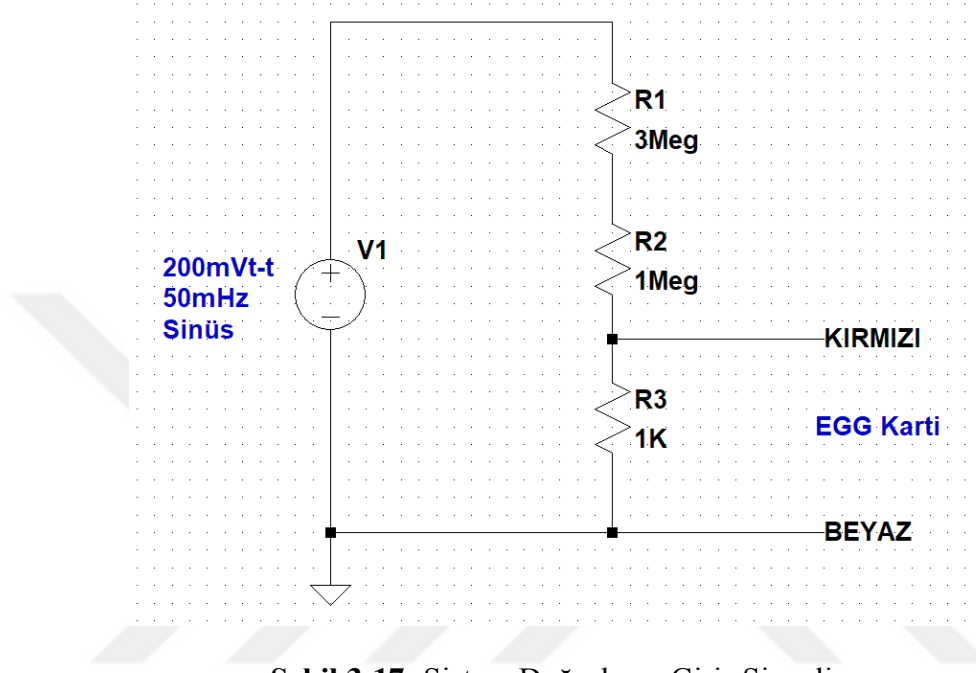 R1
3Meg
R2
1Meg
V1
200mVt-t
50mHz
Sinüs
KIRMIZI
R3
1K
EGG Karti
BEYAZ